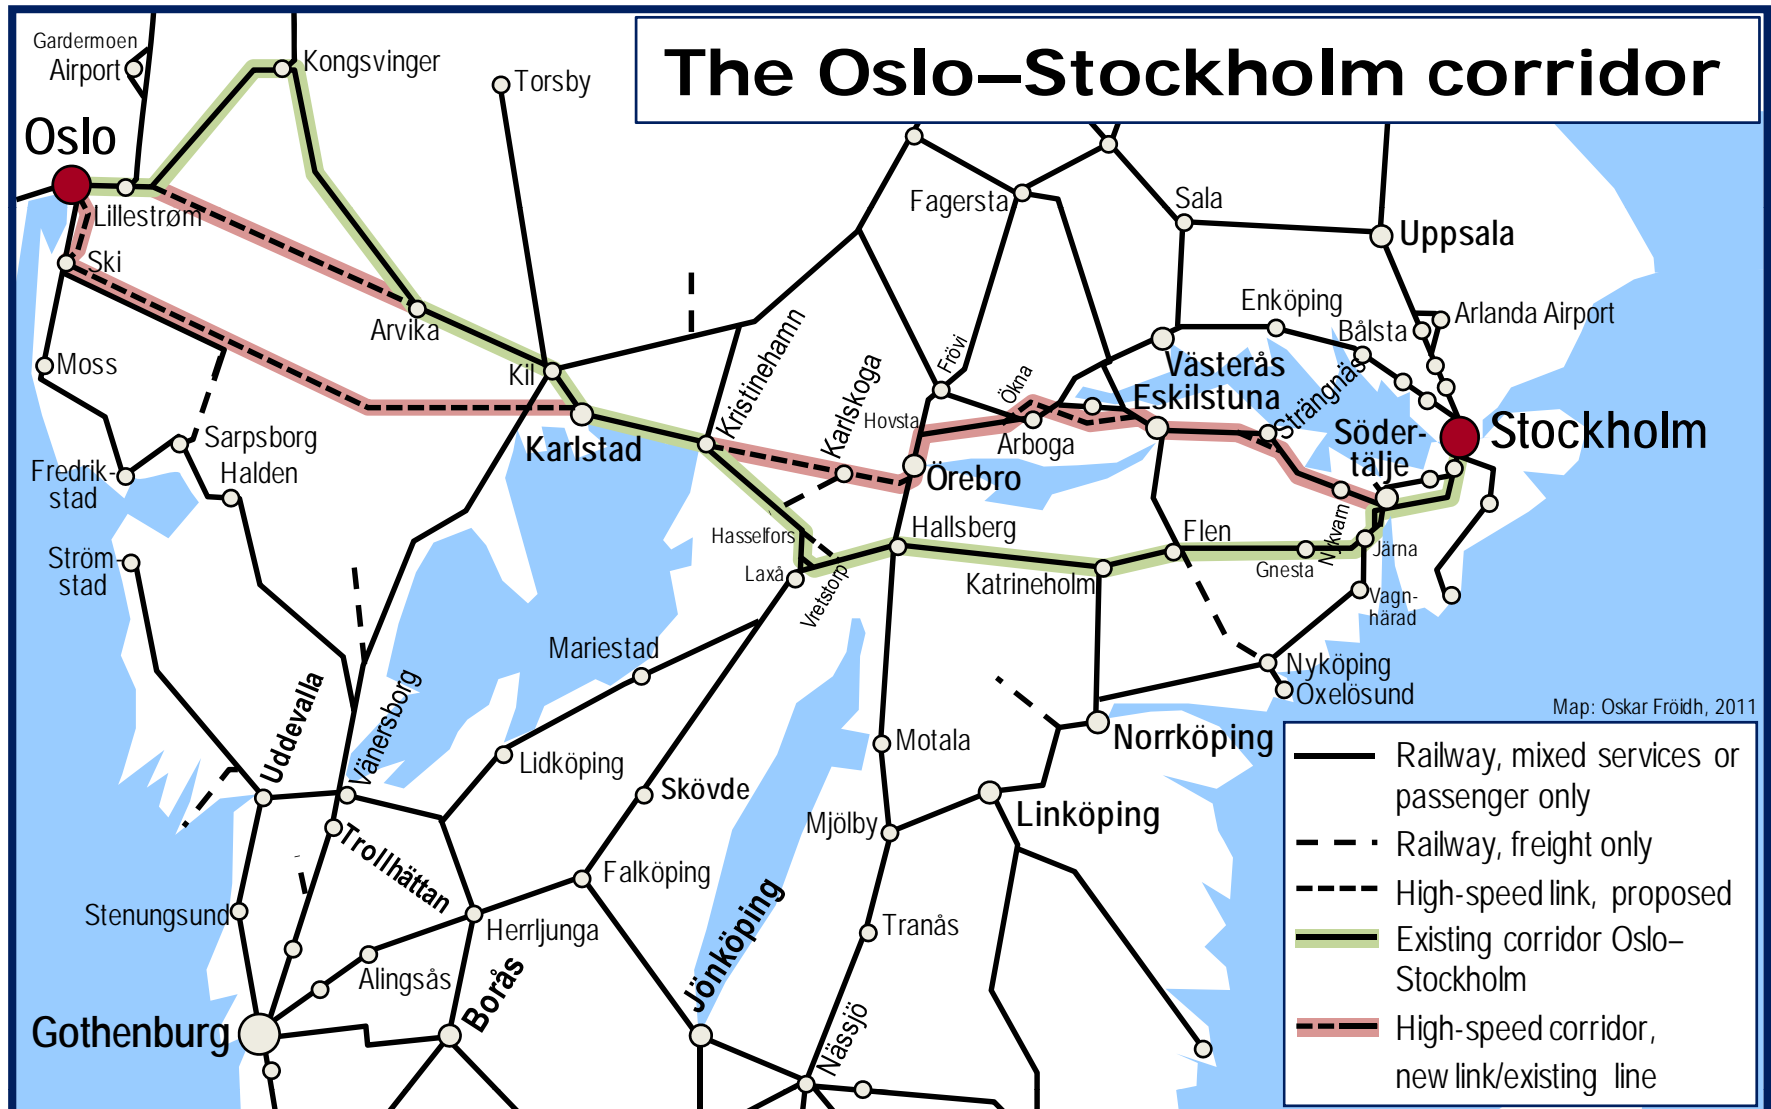 The Oslo–Stockholm corridor
Gardermoen
Airport
Kongsvinger
Torsby
Oslo
Lillestrøm
Ski
Fagersta
Sala
Uppsala
Arvika
Enköping
Bålsta
Arlanda Airport
Moss
Kil
Kristinehamn
Karlskoga
Frövi
Ökna
Västerås
Eskilstuna
Strängnäs
Hovsta
Arboga
Karlstad
Söder-
tälje
Stockholm
Sarpsborg
Halden
Fredrik-
stad
Örebro
Hallsberg
Hasselfors
Laxå
Vretstorp
Katrineholm
Flen
Gnesta
Nykvarn
Järna
Vagn-
härad
Ström-
stad
Mariestad
Nyköping
Oxelösund
Uddevalla
Vänersborg
Lidköping
Skövde
Motala
Norrköping
Map: Oskar Fröidh, 2011
Trollhättan
Mjölby
Linköping
Stenungsund
Falköping
Herrljunga
Tranås
Alingsås
Borås
Jönköping
Nässjö
Gothenburg
Railway, mixed services or
passenger only
Railway, freight only
High-speed link, proposed
Existing corridor Oslo–
Stockholm
High-speed corridor,
new link/existing line